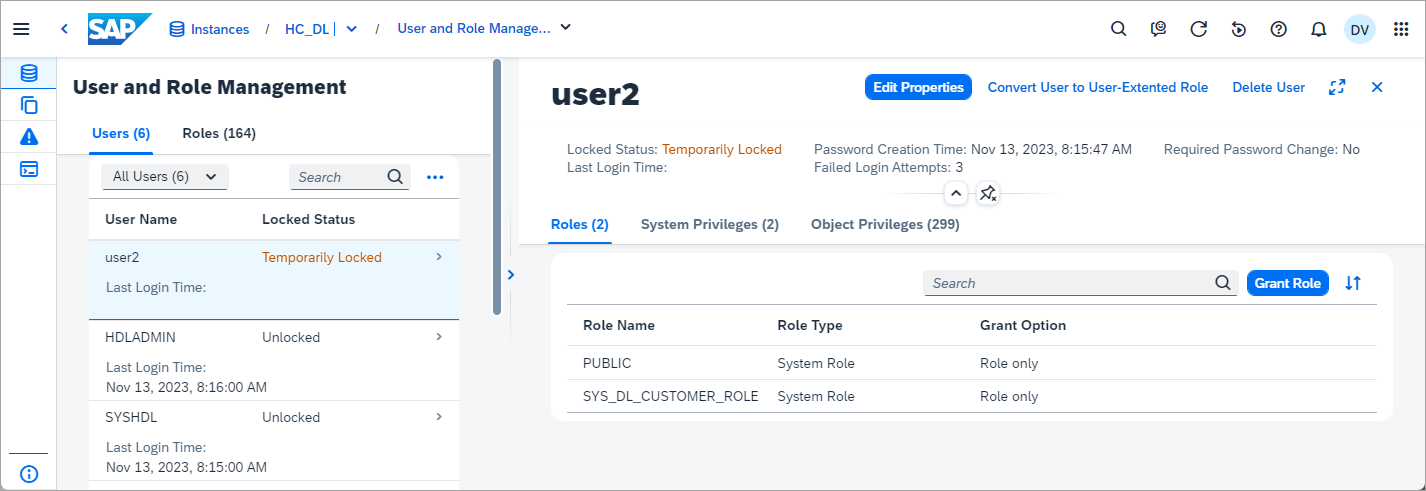 SAP Instances / HC_DL | / User and Role Manage... DV
User and Role Management
Users (6) Roles (164)
All Users (6) Search
User Name Locked Status
user2 Temporarily Locked
Last Login Time:
HDLADMIN Unlocked
Last Login Time:
Nov 13, 2023, 8:16:00 AM
SYSHDL Unlocked
Last Login Time:
Nov 13, 2023, 8:15:00 AM
user2 Edit Properties Convert User to User-Extented Role Delete User
Locked Status: Temporarily Locked Password Creation Time: Nov 13, 2023, 8:15:47 AM Required Password Change: No
Last Login Time: Failed Login Attempts: 3
Roles (2) System Privileges (2) Object Privileges (299)
Search Grant Role
Role Name Role Type Grant Option
PUBLIC System Role Role only
SYS_DL_CUSTOMER_ROLE System Role Role only